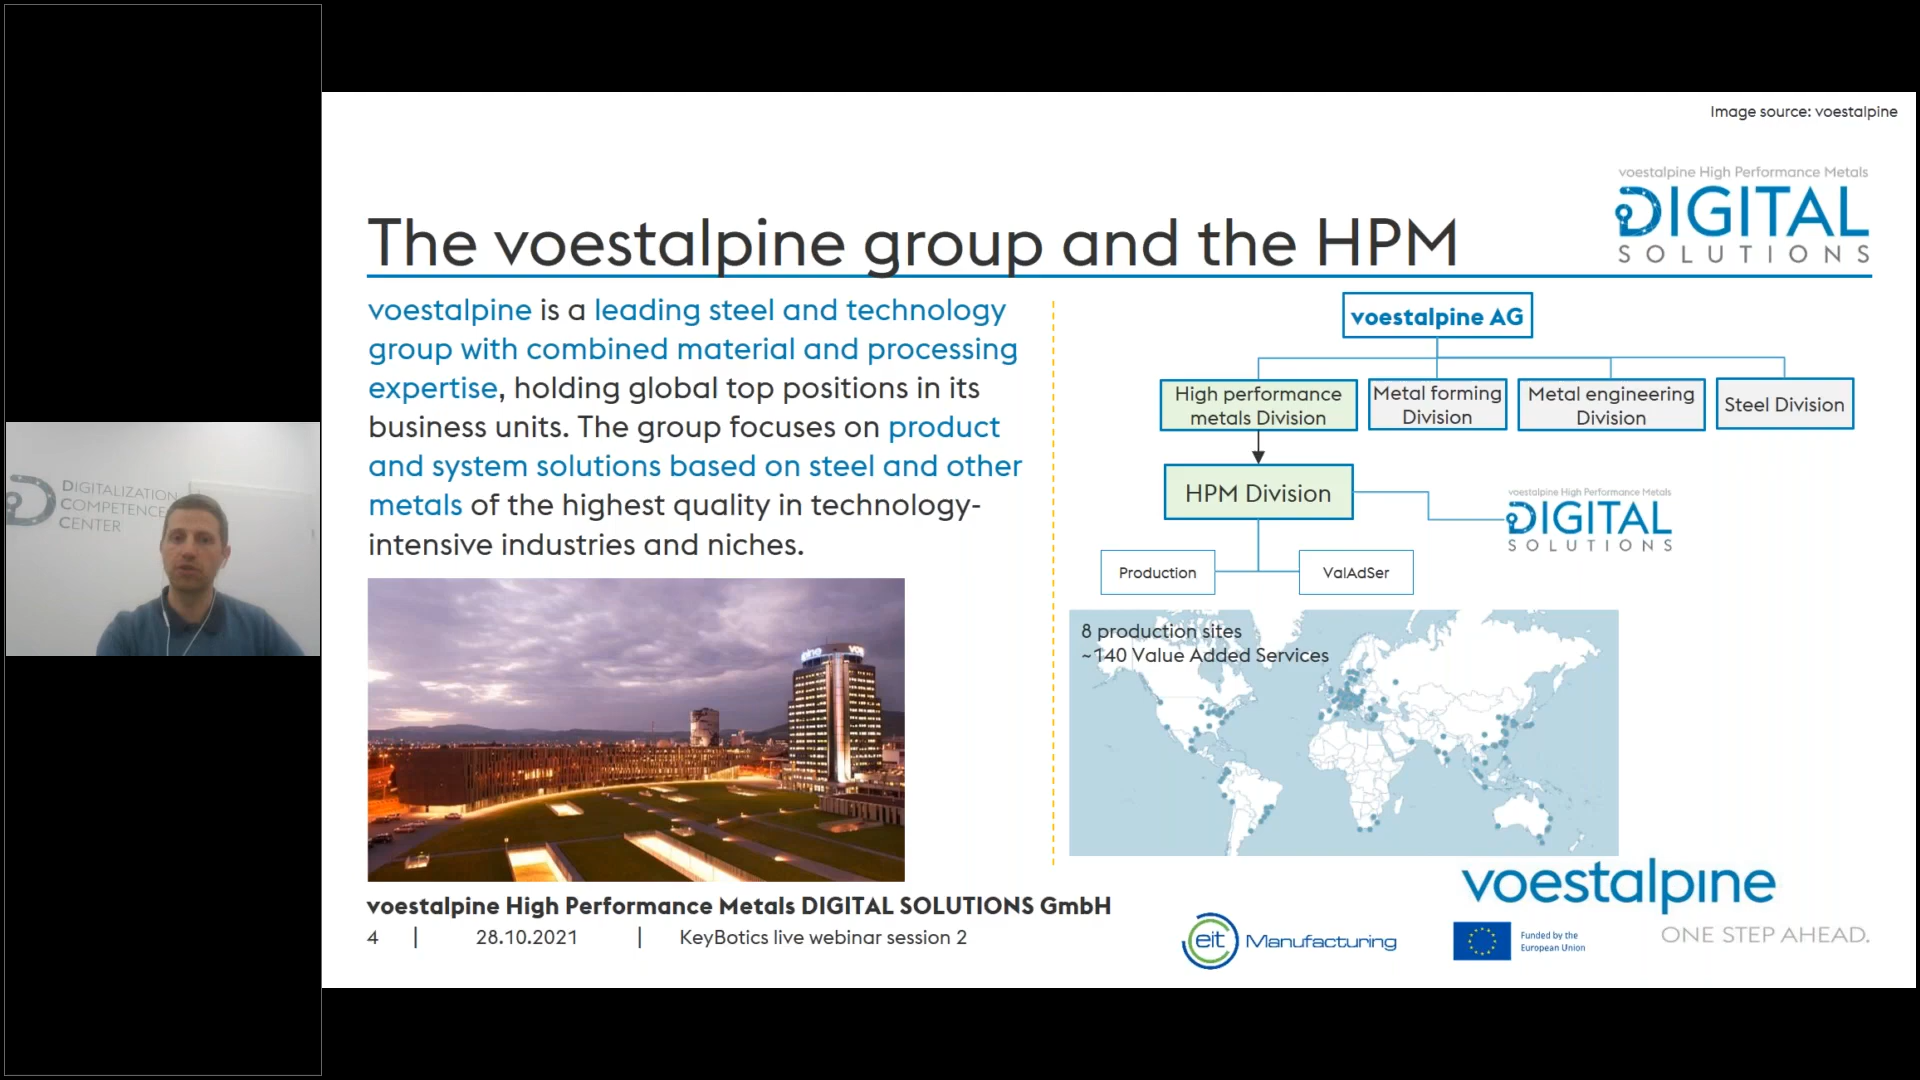 DIGITALIZATION
COMPETENCE
CENTER
Image source: voestalpine
voestalpine High Performance Metals
DIGITAL
SOLUTIONS
The voestalpine group and the HPM
voestalpine is a leading steel and technology
group with combined material and processing
expertise, holding global top positions in its
business units. The group focuses on product
and system solutions based on steel and other
metals of the highest quality in technology-
intensive industries and niches.
voestalpine AG
High performance
metals Division
Metal forming
Division
Metal engineering
Division
Steel Division
HPM Division
voestalpine High Performance Metals
DIGITAL
SOLUTIONS
Production
ValAdSer
8 production sites
~140 Value Added Services
voestalpine High Performance Metals DIGITAL SOLUTIONS GmbH
4 | 28.10.2021 | KeyBotics live webinar session 2
eit Manufacturing
Funded by the
European Union
voestalpine
ONE STEP AHEAD.